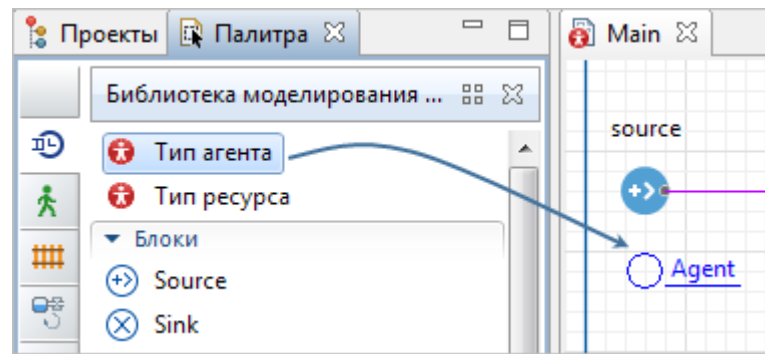 Проекты Палитра Main
Библиотека моделирования ...
Тип агента
Тип ресурса
Блоки
Source
Sink
source
Agent